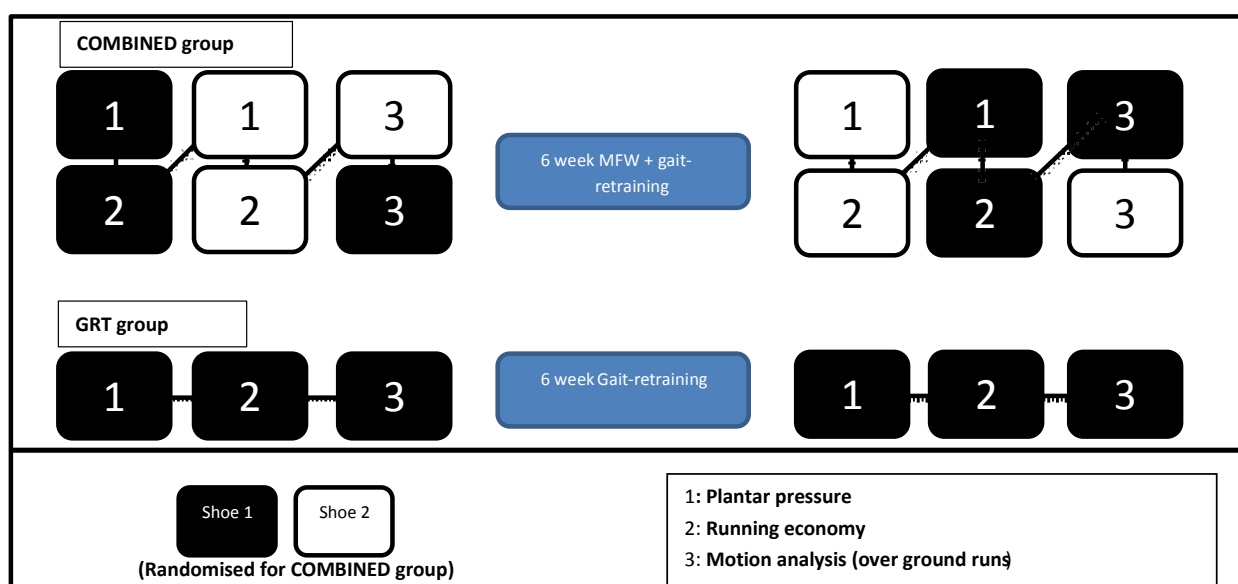 COMBINED group
1 1 3
2 2 3
6 week MFW + gait-
retraining
1 1 3
2 2 3
GRT group
1 2 3
6 week Gait-retraining
1 2 3
Shoe 1
Shoe 2
(Randomised for COMBINED group)
1: Plantar pressure
2: Running economy
3: Motion analysis (over ground runs)